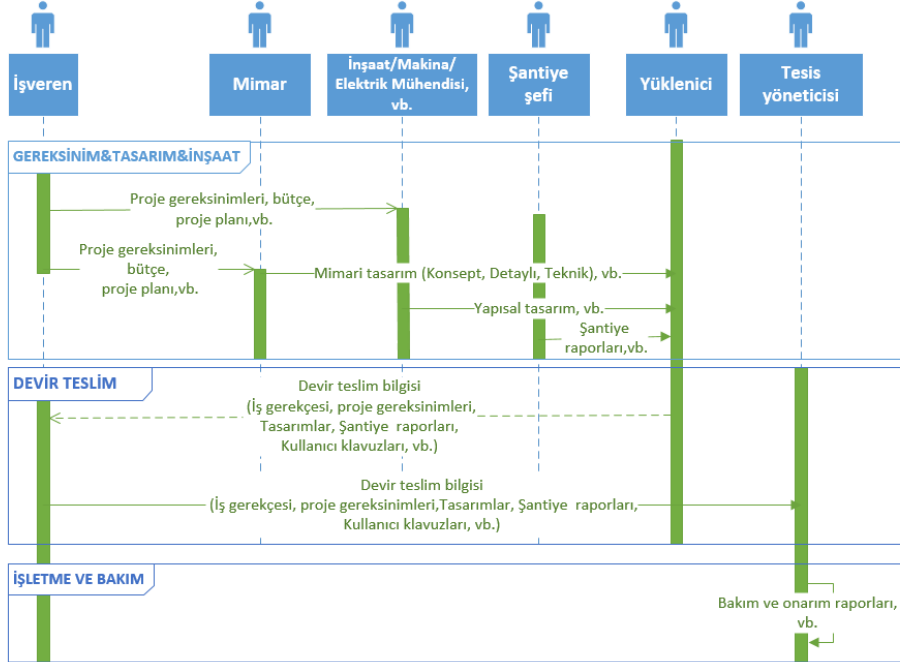 İşveren
Mimar
İnşaat/Makina/
Elektrik Mühendisi,
vb.
Şantiye
şefi
Yüklenici
Tesis
yöneticisi
GEREKSİNİM&TASARIM&İNŞAAT
Proje gereksinimleri, bütçe,
proje planı,vb.
Proje gereksinimleri,
bütçe,
proje planı,vb.
Mimari tasarım (Konsept, Detaylı, Teknik), vb.
Yapısal tasarım, vb.
Şantiye
raporları,vb.
DEVİR TESLİM
Devir teslim bilgisi
(İş gerekçesi, proje gereksinimleri,
Tasarımlar, Şantiye raporları,
Kullanıcı klavuzları, vb.)
Devir teslim bilgisi
(İş gerekçesi, proje gereksinimleri,Tasarımlar, Şantiye raporları,
Kullanıcı klavuzları, vb.)
İŞLETME VE BAKIM
Bakım ve onarım raporları,
vb.